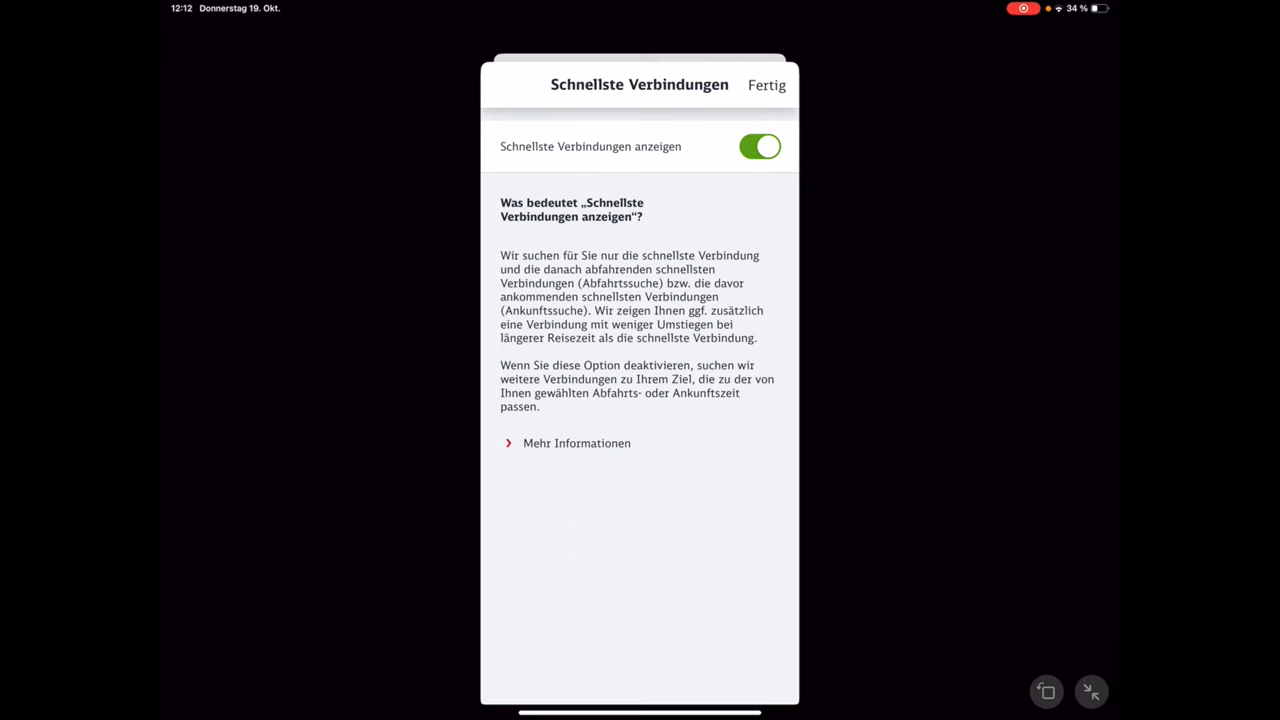 12:12 Donnerstag 19. Okt.
34 %
Schnellste Verbindungen
Fertig
Schnellste Verbindungen anzeigen
Was bedeutet „Schnellste
Verbindungen anzeigen“?
Wir suchen für Sie nur die schnellste Verbindung
und die danach abfahrenden schnellsten
Verbindungen (Abfahrtssuche) bzw. die davor
ankommenden schnellsten Verbindungen
(Ankunftssuche). Wir zeigen Ihnen ggf. zusätzlich
eine Verbindung mit weniger Umstiegen bei
längerer Reisezeit als die schnellste Verbindung.
Wenn Sie diese Option deaktivieren, suchen wir
weitere Verbindungen zu Ihrem Ziel, die zu der von
Ihnen gewählten Abfahrts- oder Ankunftszeit
passen.
Mehr Informationen